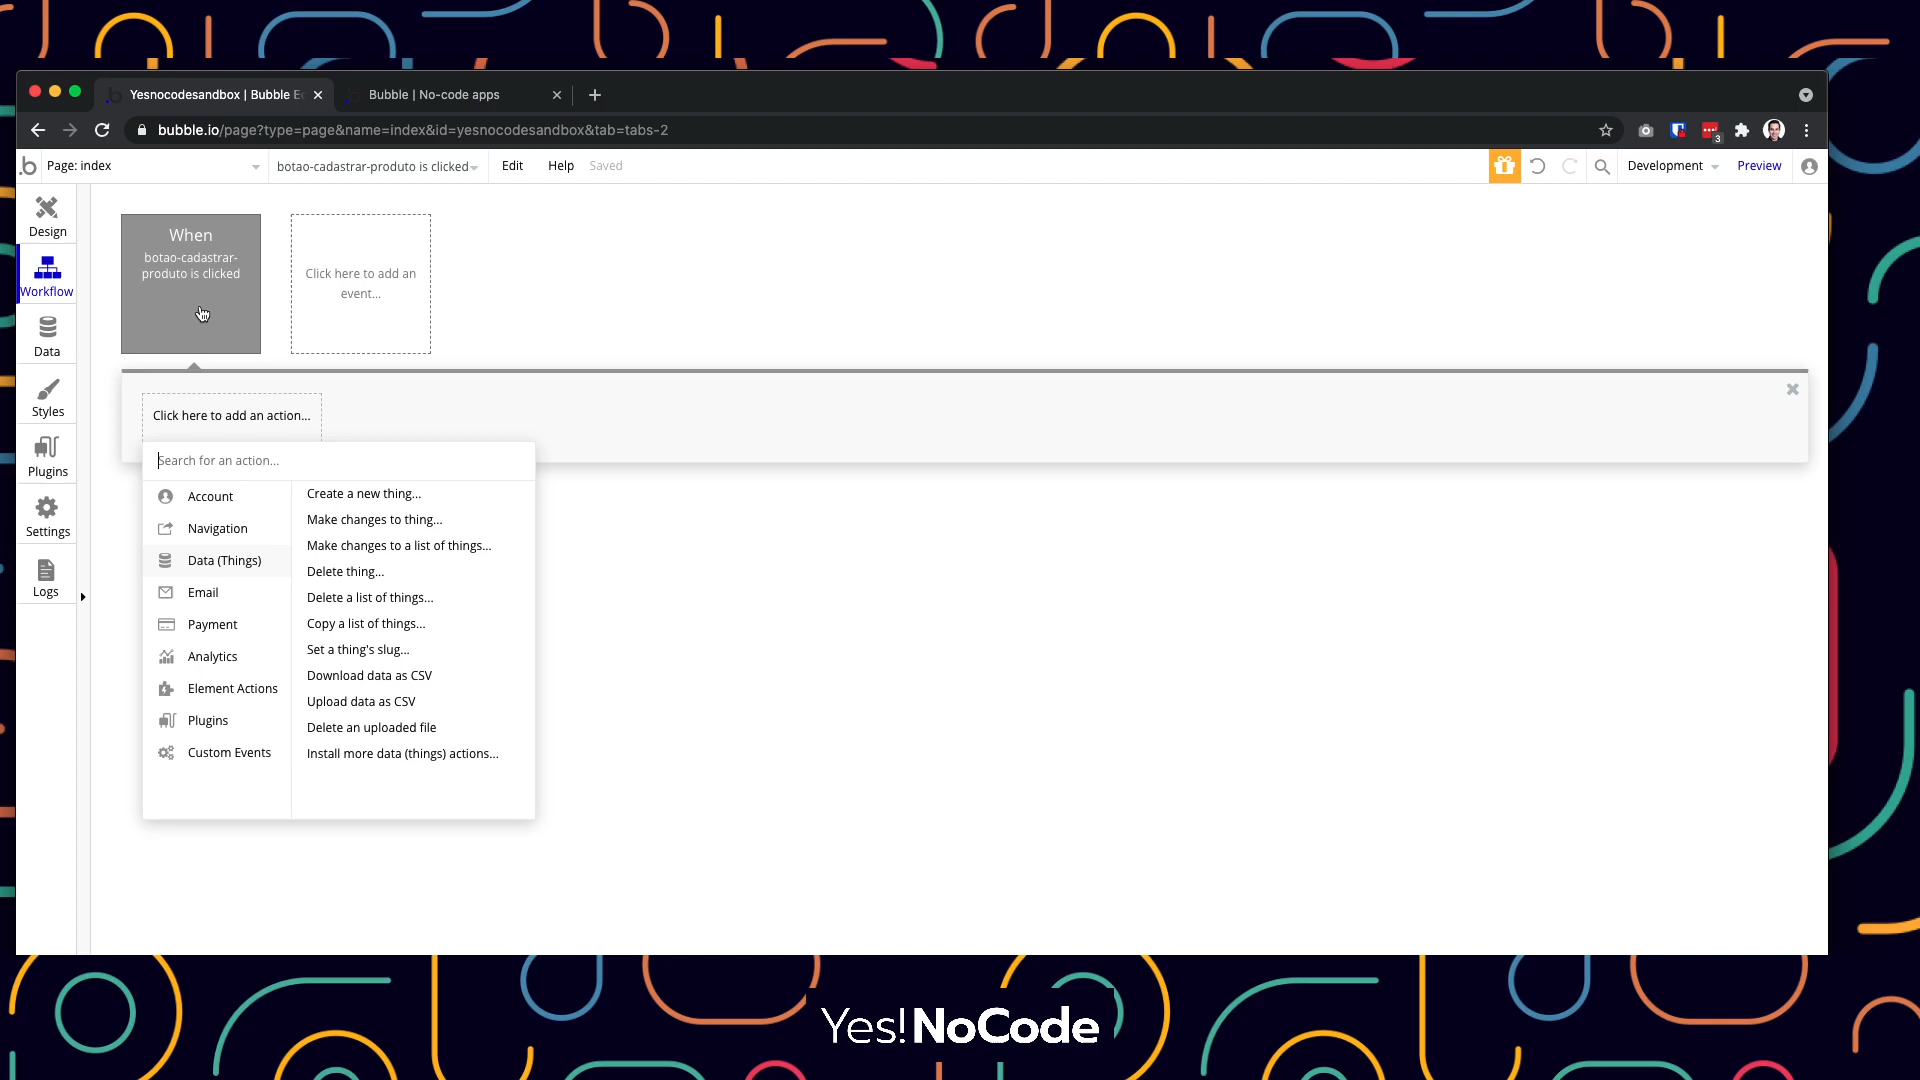 Yesnocodesandbox | Bubble E
Bubble | No-code apps
bubble.io/page?type=page&name=index&id=yesnocodesandbox&tab=tabs-2
3
Page: index
botao-cadastrar-produto is clicked
Edit
Help
Saved
Development
Preview
Design
Workflow
Data
Styles
Plugins
Settings
Logs
When
botao-cadastrar-
produto is clicked
Click here to add an
event...
Click here to add an action...
Search for an action...
Account
Navigation
Data (Things)
Email
Payment
Analytics
Element Actions
Plugins
Custom Events
Create a new thing...
Make changes to thing...
Make changes to a list of things...
Delete thing...
Delete a list of things...
Copy a list of things...
Set a thing's slug...
Download data as CSV
Upload data as CSV
Delete an uploaded file
Install more data (things) actions...
Yes!NoCode